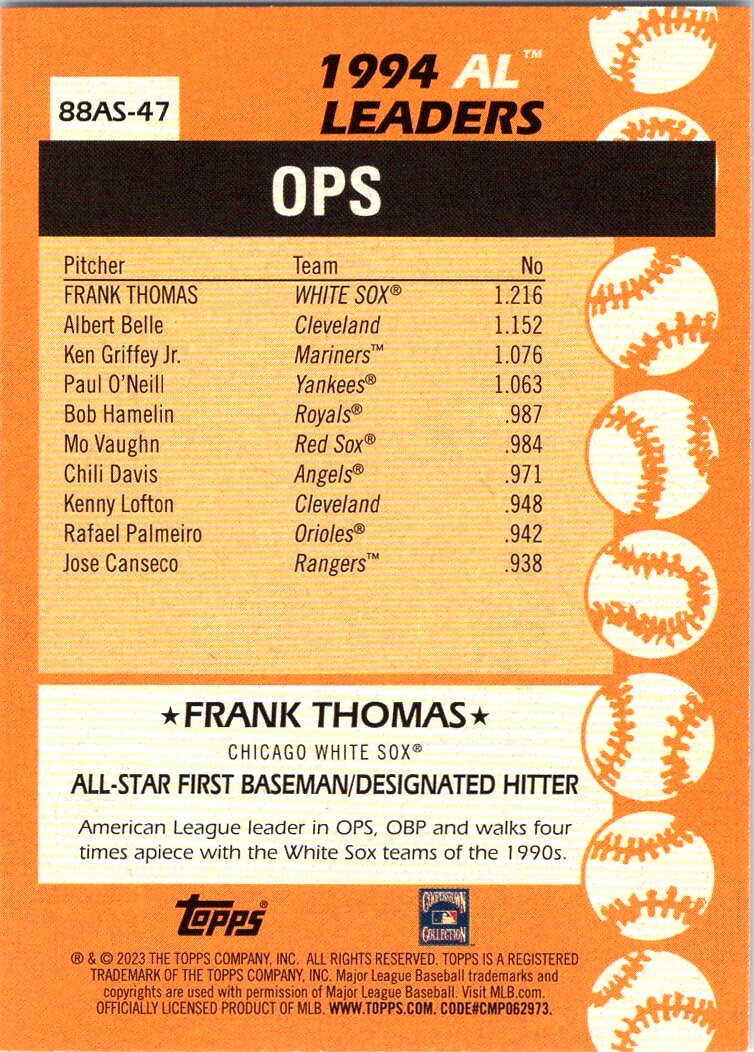 1994 AL™
LEADERS
88AS-47
OPS
Pitcher Team No
FRANK THOMAS WHITE SOX® 1.216
Albert Belle Cleveland 1.152
Ken Griffey Jr. Mariners™ 1.076
Paul O'Neill Yankees® 1.063
Bob Hamelin Royals® .987
Mo Vaughn Red Sox® .984
Chili Davis Angels® .971
Kenny Lofton Cleveland .948
Rafael Palmeiro Orioles® .942
Jose Canseco Rangers™ .938
★FRANK THOMAS★
CHICAGO WHITE SOX®
ALL-STAR FIRST BASEMAN/DESIGNATED HITTER
American League leader in OPS, OBP and walks four
times apiece with the White Sox teams of the 1990s.
Topps®
COOPERSTOWN
COLLECTION
® & © 2023 THE TOPPS COMPANY, INC. ALL RIGHTS RESERVED. TOPPS IS A REGISTERED
TRADEMARK OF THE TOPPS COMPANY, INC. Major League Baseball trademarks and
copyrights are used with permission of Major League Baseball. Visit MLB.com.
OFFICIALLY LICENSED PRODUCT OF MLB. WWW.TOPPS.COM. CODE#CMP062973.